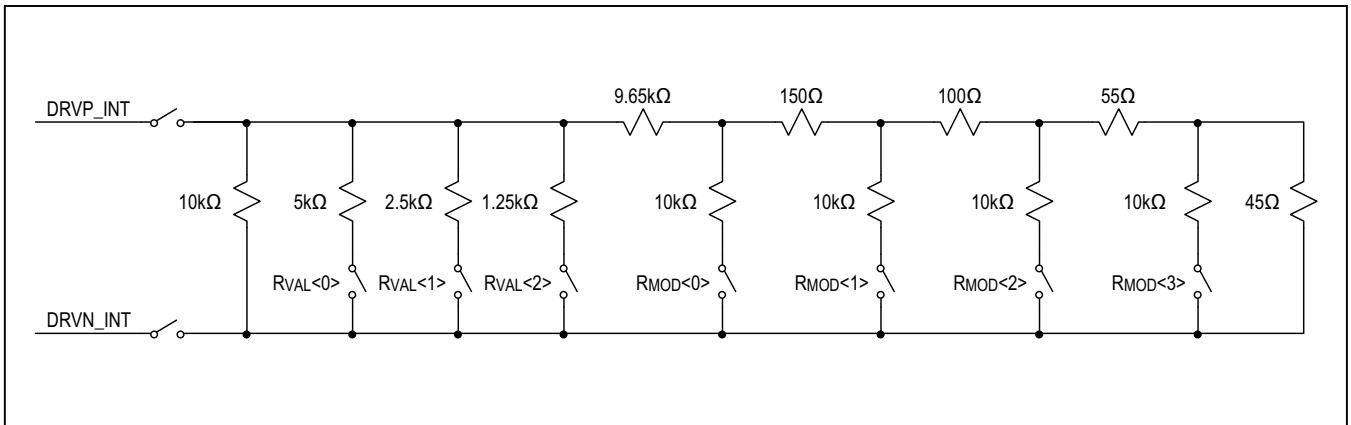 9.65kΩ 150Ω 100Ω 55Ω
DRVP_INT
10kΩ 5kΩ 2.5kΩ 1.25kΩ 10kΩ 10kΩ 10kΩ 10kΩ 45Ω
RVAL<0> RVAL<1> RVAL<2> RMOD<0> RMOD<1> RMOD<2> RMOD<3>
DRVN_INT